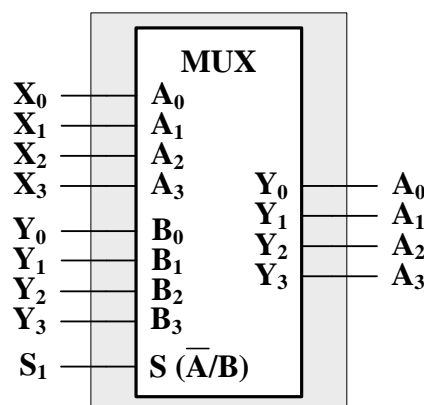 MUX
X₀ A₀
X₁ A₁
X₂ A₂
X₃ A₃ Y₀ A₀
Y₁ A₁
Y₀ B₀ Y₂ A₂
Y₁ B₁ Y₃ A₃
Y₂ B₂
Y₃ B₃
S₁ S (A̅/B)